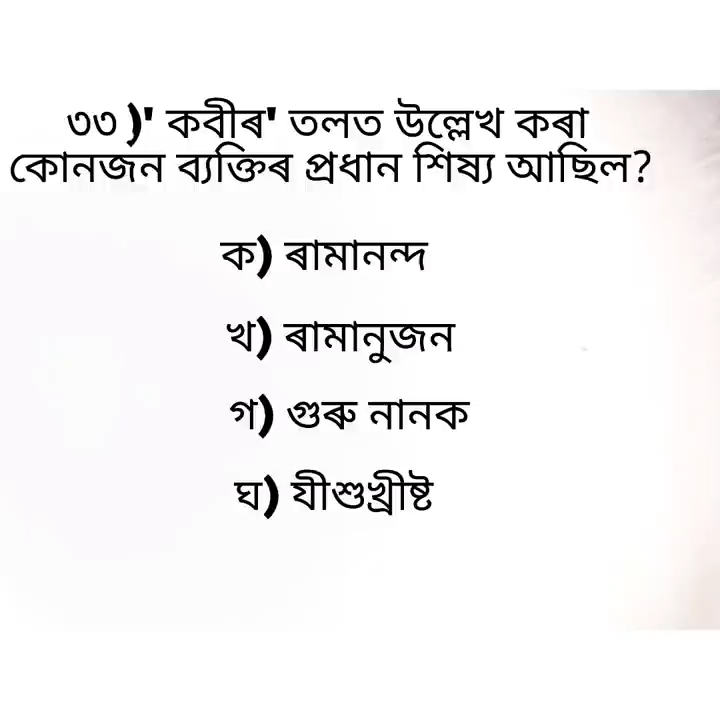 ৩৩ )' কবীৰ' তলত উল্লেখ কৰা
কোনজন ব্যক্তিৰ প্ৰধান শিষ্য আছিল?
ক) ৰামানন্দ
খ) ৰামানুজন
গ) গুৰু নানক
ঘ) যীশুখ্ৰীষ্ট